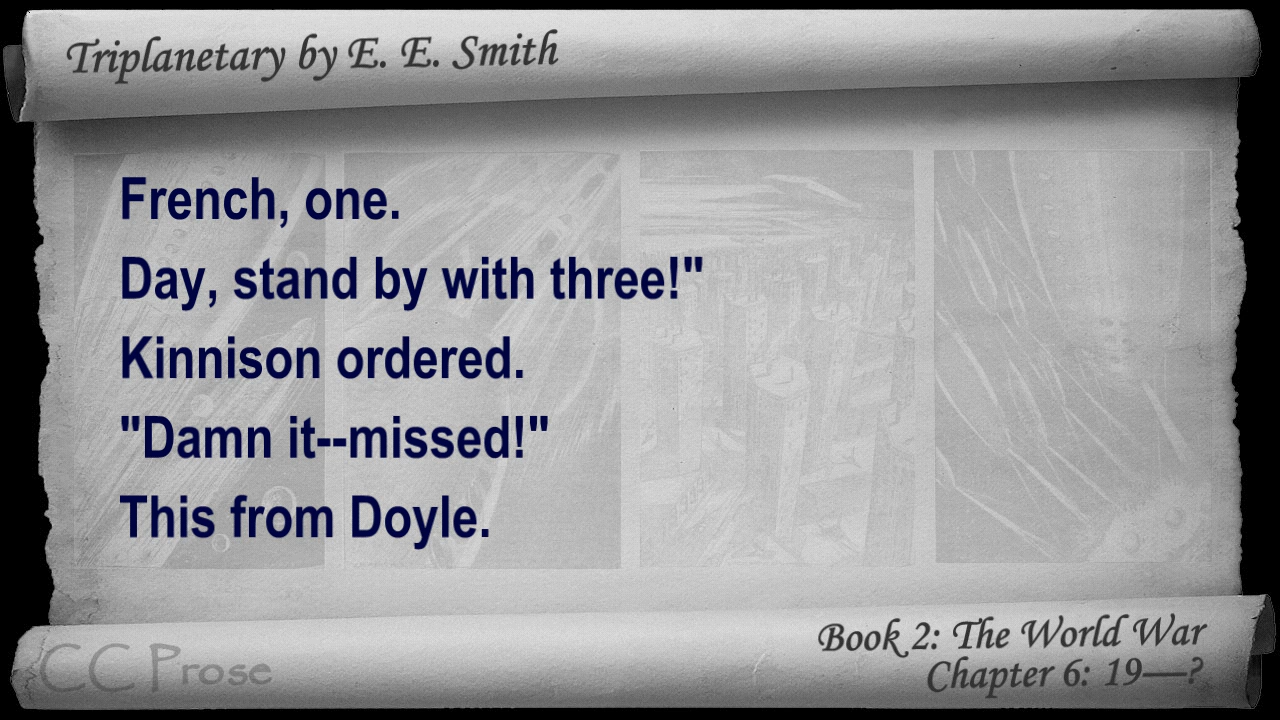 Triplanetary by E. E. Smith
French, one.
Day, stand by with three!"
Kinnison ordered.
"Damn it--missed!"
This from Doyle.
Book 2: The World War
Chapter 6: 19—?
CC Prose